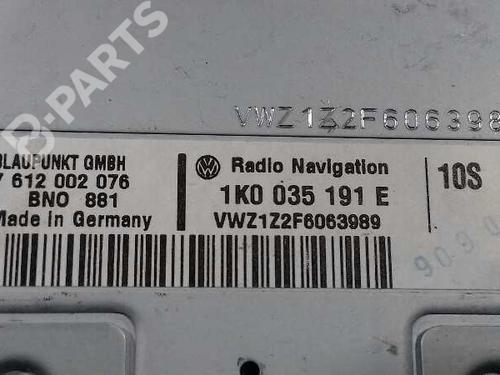 B-PARTS
VWZ1Z2F606398
BLAUPUNKT GMBH
7 612 002 076
BNO 881
Made in Germany
Radio Navigation
1K0 035 191 E
VWZ1Z2F6063989
10S